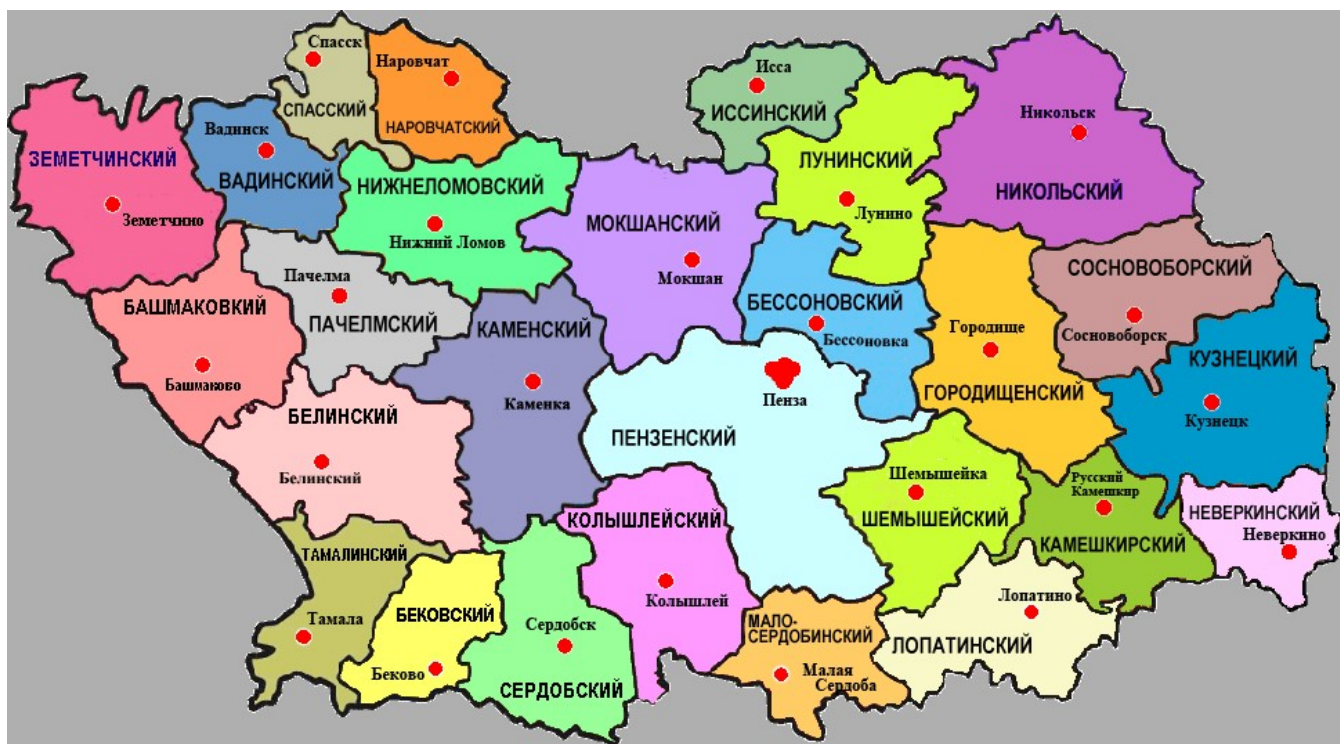 Спасск
СПАССКИЙ
Наровчат
НАРОВЧАТСКИЙ
Исса
ИССИНСКИЙ
Никольск
НИКОЛЬСКИЙ
ЗЕМЕТЧИНСКИЙ
Земетчино
Вадинск
ВАДИНСКИЙ
НИЖНЕЛОМОВСКИЙ
Нижний Ломов
МОКШАНСКИЙ
Мокшан
ЛУНИНСКИЙ
Лунино
БАШМАКОВКИЙ
Башмаково
Пачелма
ПАЧЕЛМСКИЙ
КАМЕНСКИЙ
Каменка
БЕССОНОВСКИЙ
Бессоновка
Городище
ГОРОДИЩЕНСКИЙ
СОСНОВОБОРСКИЙ
Сосновоборск
КУЗНЕЦКИЙ
Кузнецк
БЕЛИНСКИЙ
Белинский
Пенза
ПЕНЗЕНСКИЙ
Шемышейка
ШЕМЫШЕЙСКИЙ
Русский
Камешкир
КАМЕШКИРСКИЙ
НЕВЕРКИНСКИЙ
Неверкино
ТАМАЛИНСКИЙ
Тамала
БЕКОВСКИЙ
Беково
Сердобск
СЕРДОБСКИЙ
КОЛЫШЛЕЙСКИЙ
Колышлей
МАЛО-
СЕРДОБИНСКИЙ
Малая
Сердоба
Лопатино
ЛОПАТИНСКИЙ